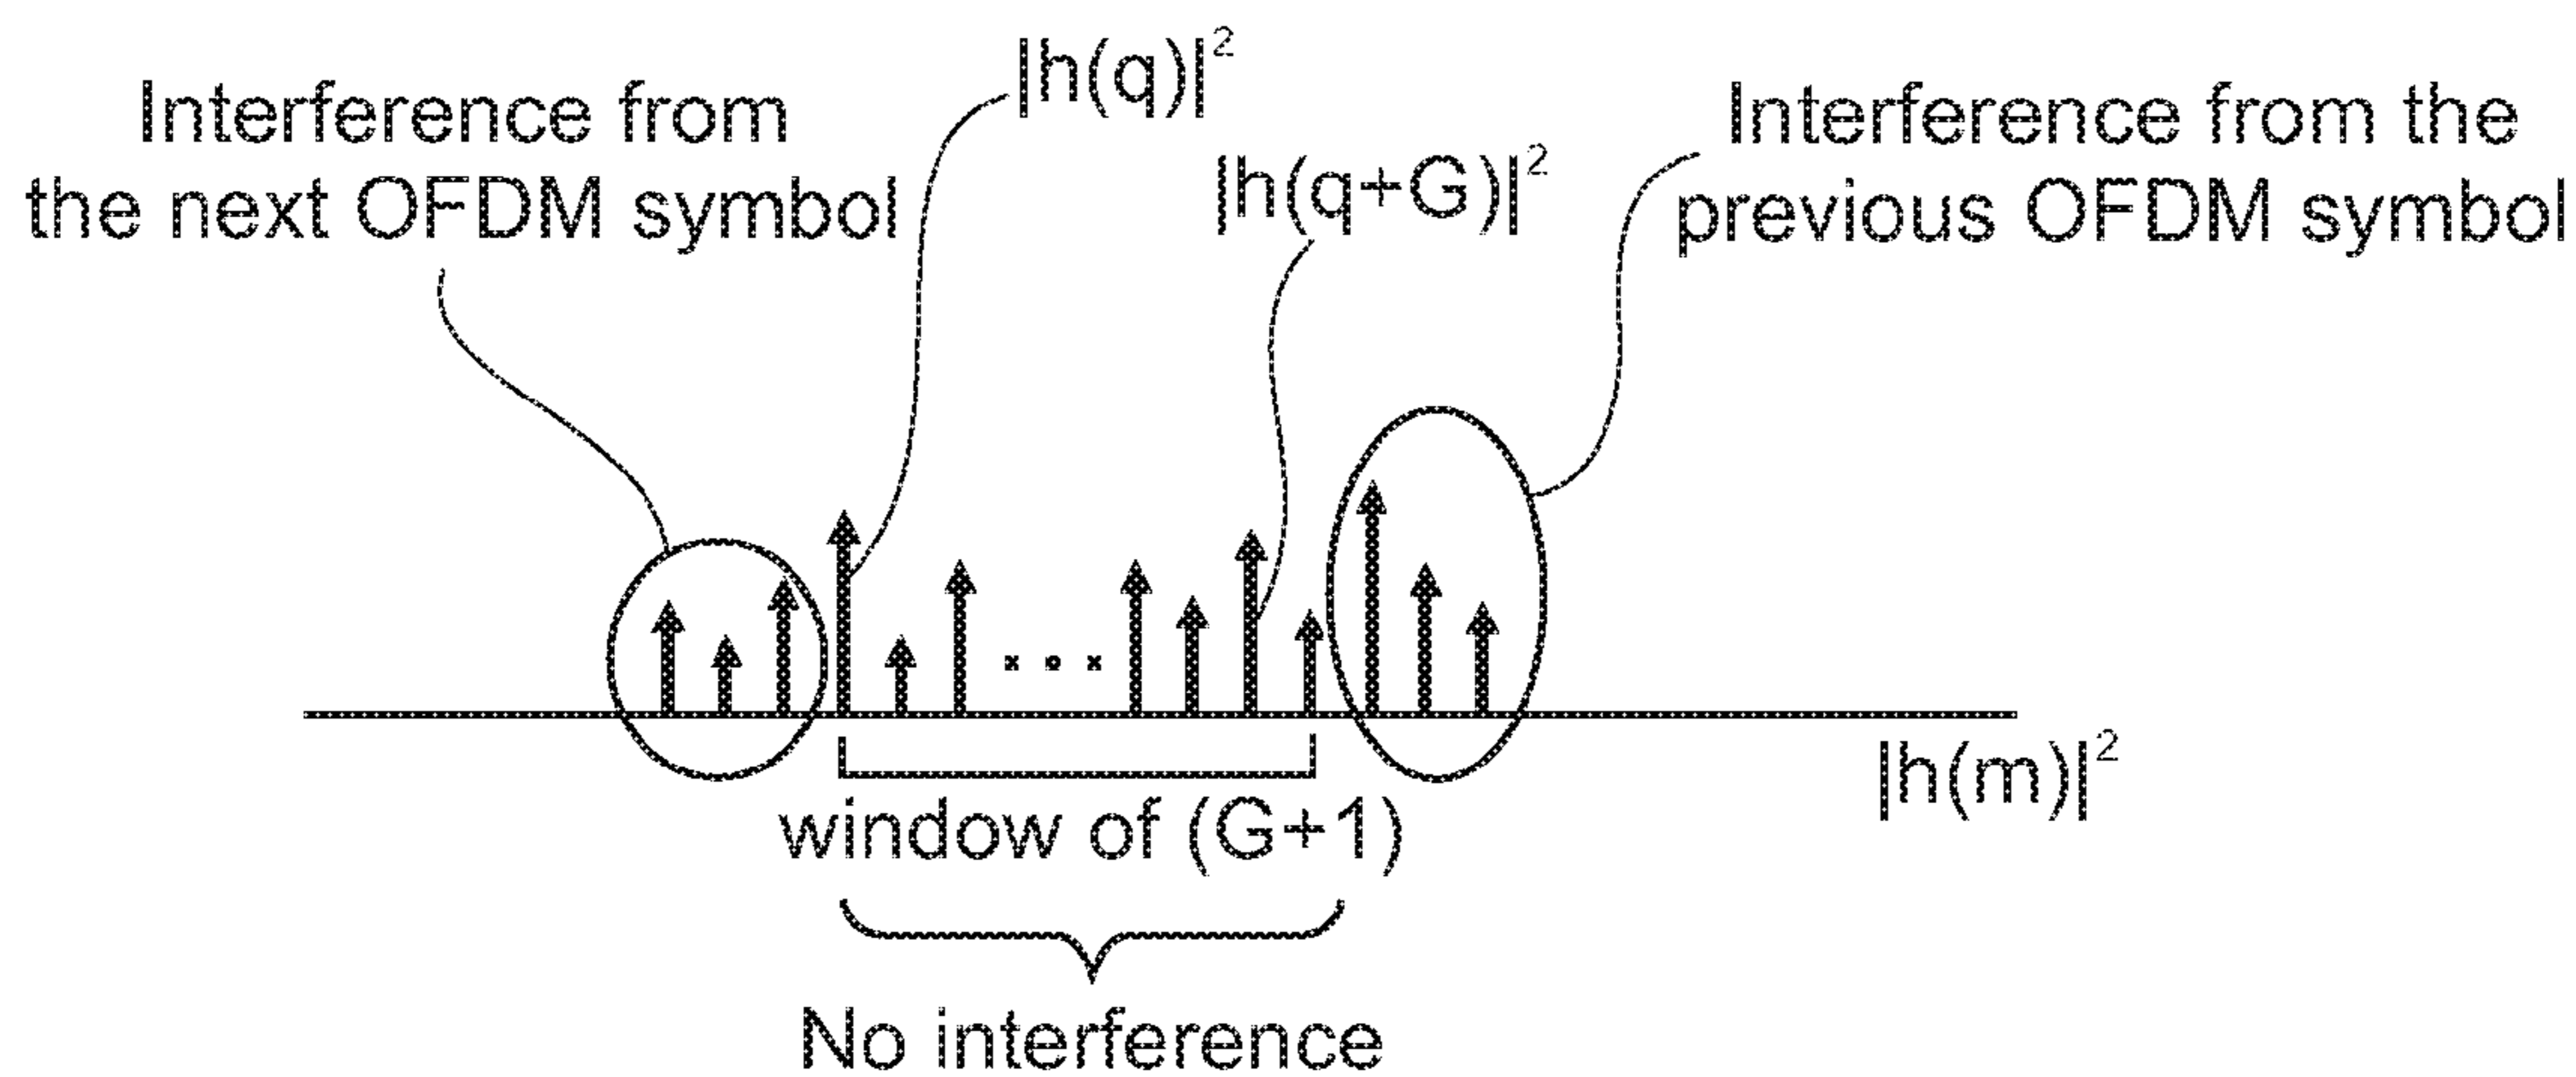 Interference from
the next OFDM symbol
|h(q)|²
|h(q+G)|²
Interference from the
previous OFDM symbol
. . .
|h(m)|²
window of (G+1)
No interference